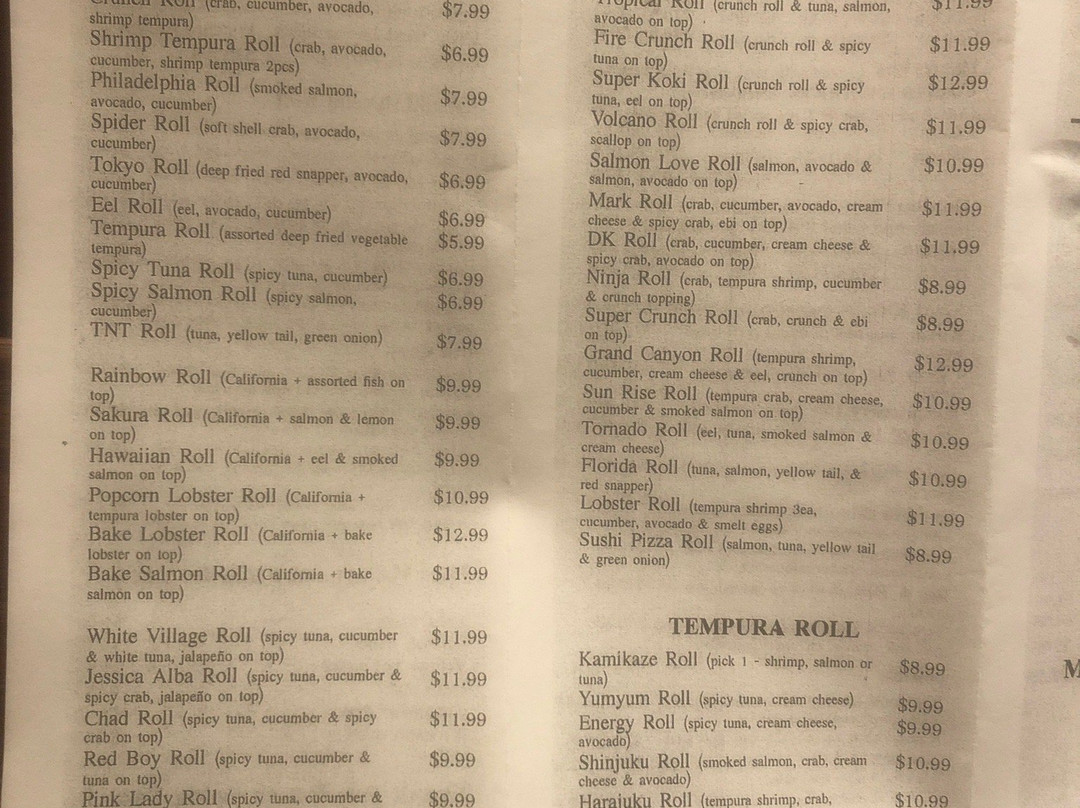 Crunch Roll (crab, cucumber, avocado, $7.99
shrimp tempura)
Shrimp Tempura Roll (crab, avocado, $6.99
cucumber, shrimp tempura 2pcs)
Philadelphia Roll (smoked salmon, $7.99
avocado, cucumber)
Spider Roll (soft shell crab, avocado, $7.99
cucumber)
Tokyo Roll (deep fried red snapper, avocado, $6.99
cucumber)
Eel Roll (eel, avocado, cucumber) $6.99
Tempura Roll (assorted deep fried vegetable $5.99
tempura)
Spicy Tuna Roll (spicy tuna, cucumber) $6.99
Spicy Salmon Roll (spicy salmon, $6.99
cucumber)
TNT Roll (tuna, yellow tail, green onion) $7.99
Rainbow Roll (California + assorted fish on $9.99
top)
Sakura Roll (California + salmon & lemon $9.99
on top)
Hawaiian Roll (California + eel & smoked $9.99
salmon on top)
Popcorn Lobster Roll (California + $10.99
tempura lobster on top)
Bake Lobster Roll (California + bake $12.99
lobster on top)
Bake Salmon Roll (California + bake $11.99
salmon on top)
White Village Roll (spicy tuna, cucumber $11.99
& white tuna, jalapeño on top)
Jessica Alba Roll (spicy tuna, cucumber & $11.99
spicy crab, jalapeño on top)
Chad Roll (spicy tuna, cucumber & spicy $11.99
crab on top)
Red Boy Roll (spicy tuna, cucumber & $9.99
tuna on top)
Pink Lady Roll (spicy tuna, cucumber & $9.99
Tropical Roll (crunch roll & tuna, salmon, $11.99
avocado on top)
Fire Crunch Roll (crunch roll & spicy $11.99
tuna on top)
Super Koki Roll (crunch roll & spicy $12.99
tuna, eel on top)
Volcano Roll (crunch roll & spicy crab, $11.99
scallop on top)
Salmon Love Roll (salmon, avocado & $10.99
salmon, avocado on top)
Mark Roll (crab, cucumber, avocado, cream $11.99
cheese & spicy crab, ebi on top)
DK Roll (crab, cucumber, cream cheese & $11.99
spicy crab, avocado on top)
Ninja Roll (crab, tempura shrimp, cucumber $8.99
& crunch topping)
Super Crunch Roll (crab, crunch & ebi $8.99
on top)
Grand Canyon Roll (tempura shrimp, $12.99
cucumber, cream cheese & eel, crunch on top)
Sun Rise Roll (tempura crab, cream cheese, $10.99
cucumber & smoked salmon on top)
Tornado Roll (eel, tuna, smoked salmon & $10.99
cream cheese)
Florida Roll (tuna, salmon, yellow tail, & $10.99
red snapper)
Lobster Roll (tempura shrimp 3ea, $11.99
cucumber, avocado & smelt eggs)
Sushi Pizza Roll (salmon, tuna, yellow tail $8.99
& green onion)
TEMPURA ROLL
Kamikaze Roll (pick 1 - shrimp, salmon or $8.99
tuna)
Yumyum Roll (spicy tuna, cream cheese) $9.99
Energy Roll (spicy tuna, cream cheese, $9.99
avocado)
Shinjuku Roll (smoked salmon, crab, cream $10.99
cheese & avocado)
Harajuku Roll (tempura shrimp, crab, $10.99
M